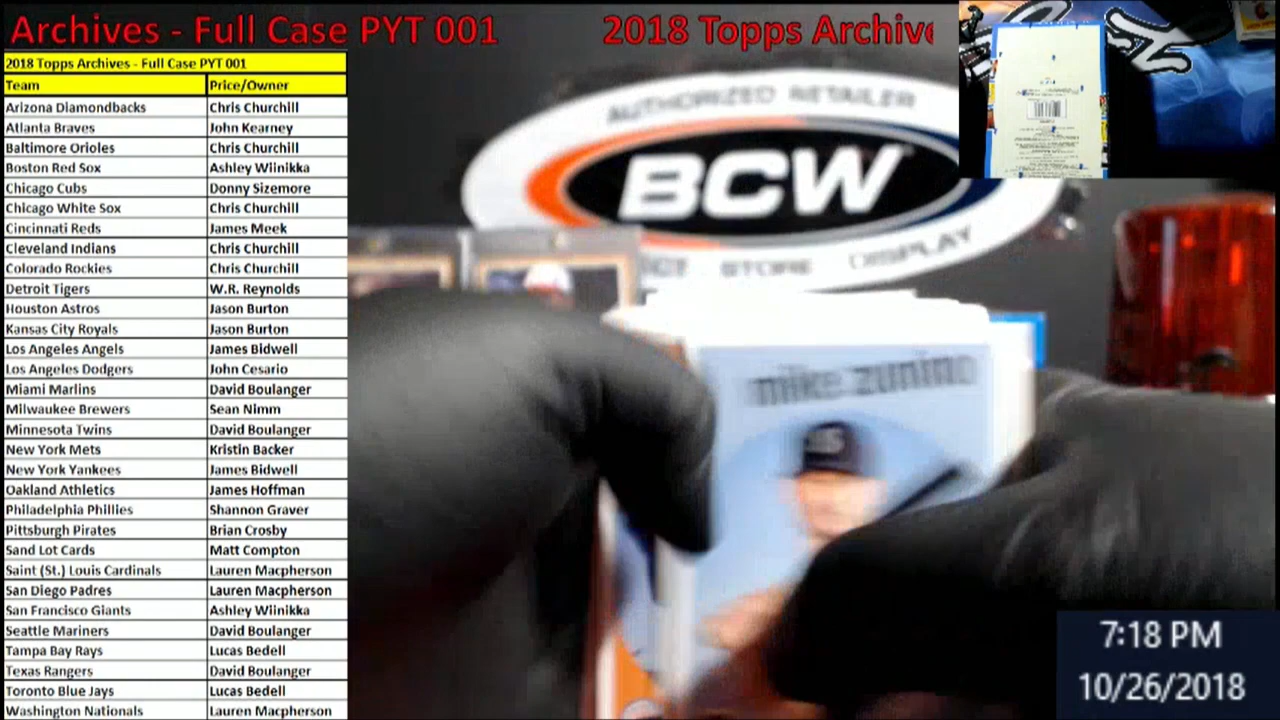 Archives - Full Case PYT 001
2018 Topps Archive
2018 Topps Archives - Full Case PYT 001
Team Price/Owner
Arizona Diamondbacks Chris Churchill
Atlanta Braves John Kearney
Baltimore Orioles Chris Churchill
Boston Red Sox Ashley Wiinikka
Chicago Cubs Donny Sizemore
Chicago White Sox Chris Churchill
Cincinnati Reds James Meek
Cleveland Indians Chris Churchill
Colorado Rockies Chris Churchill
Detroit Tigers W.R. Reynolds
Houston Astros Jason Burton
Kansas City Royals Jason Burton
Los Angeles Angels James Bidwell
Los Angeles Dodgers John Cesario
Miami Marlins David Boulanger
Milwaukee Brewers Sean Nimm
Minnesota Twins David Boulanger
New York Mets Kristin Backer
New York Yankees James Bidwell
Oakland Athletics James Hoffman
Philadelphia Phillies Shannon Graver
Pittsburgh Pirates Brian Crosby
Sand Lot Cards Matt Compton
Saint (St.) Louis Cardinals Lauren Macpherson
San Diego Padres Lauren Macpherson
San Francisco Giants Ashley Wiinikka
Seattle Mariners David Boulanger
Tampa Bay Rays Lucas Bedell
Texas Rangers David Boulanger
Toronto Blue Jays Lucas Bedell
Washington Nationals Lauren Macpherson
AUTHORIZED RETAILER
BCW
STORE DISPLAY
mike zunino
7:18 PM
10/26/2018